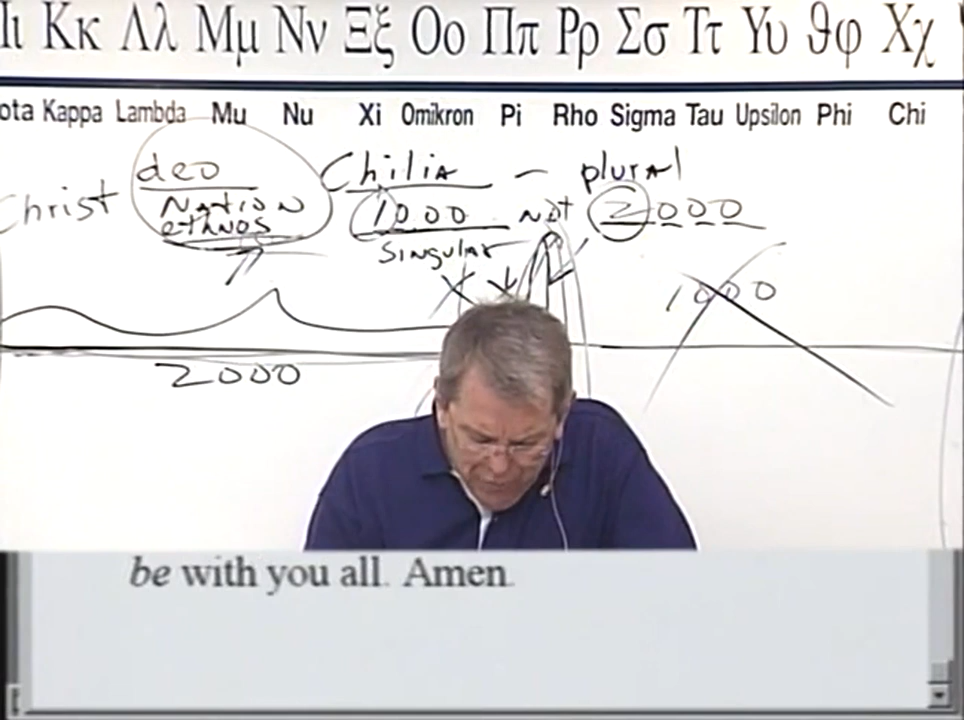 Ιι Κκ Λλ Μμ Νν Ξξ Οο Ππ Ρρ Σσ Ττ Υυ ϑφ Χχ
ota Kappa Lambda Mu Nu Xi Omikron Pi Rho Sigma Tau Upsilon Phi Chi
deo Chilia - plural
Christ Nation 1000 not 2000
ethnos singular
1000
2000
be with you all. Amen.